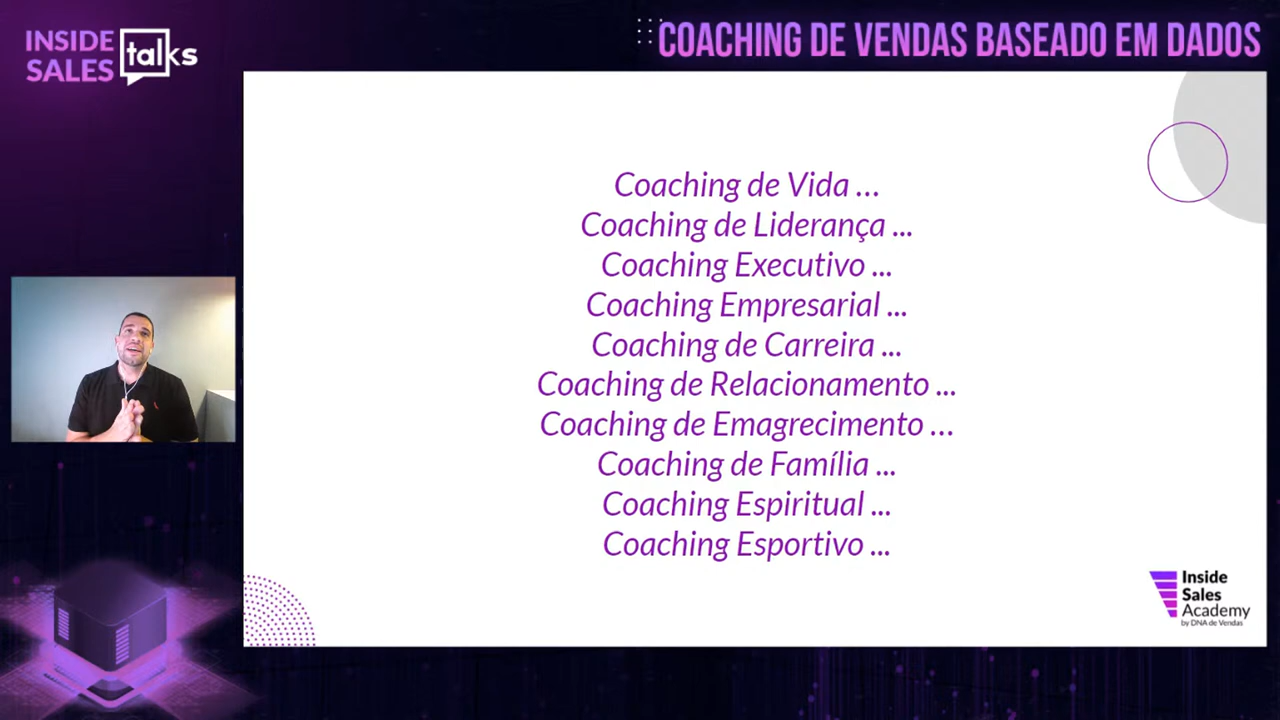 INSIDE
SALES
talks
COACHING DE VENDAS BASEADO EM DADOS
Coaching de Vida ...
Coaching de Liderança ...
Coaching Executivo ...
Coaching Empresarial ...
Coaching de Carreira ...
Coaching de Relacionamento ...
Coaching de Emagrecimento ...
Coaching de Família ...
Coaching Espiritual ...
Coaching Esportivo ...
Inside
Sales
Academy
by DNA de Vendas